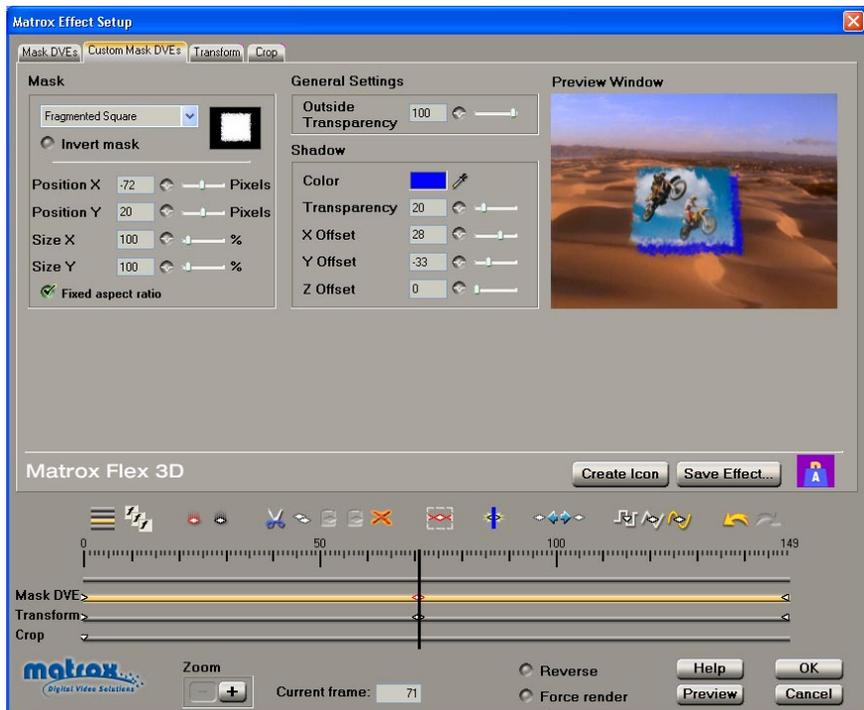 Matrox Effect Setup
Mask DVEs Custom Mask DVEs Transform Crop
Mask
Fragmented Square
Invert mask
Position X -72 Pixels
Position Y 20 Pixels
Size X 100 %
Size Y 100 %
Fixed aspect ratio
General Settings
Outside Transparency 100
Shadow
Color
Transparency 20
X Offset 28
Y Offset -33
Z Offset 0
Preview Window
Matrox Flex 3D
Create Icon Save Effect...
A
0 50 100 149
Mask DVE
Transform
Crop
matrox
Digital Video Solutions
Zoom
- +
Current frame: 71
Reverse
Force render
Help OK
Preview Cancel